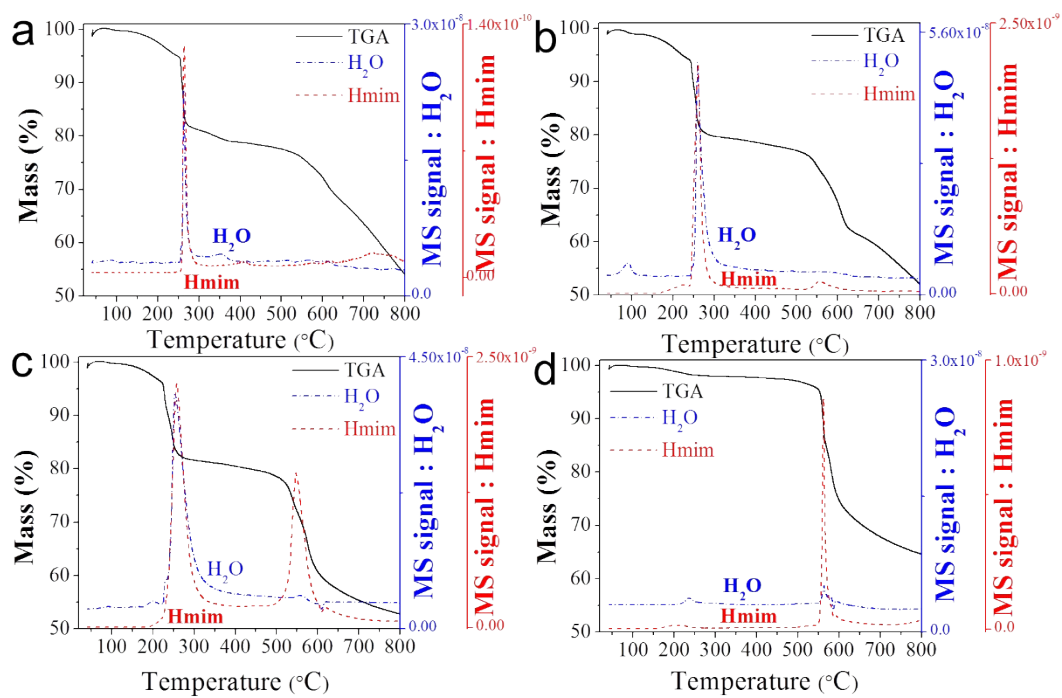 a
100
90
80
70
60
50
Mass (%)
TGA
H₂O
Hmim
H₂O
Hmim
100 200 300 400 500 600 700 800
Temperature (°C)
3.0x10⁻⁸
0.0
MS signal : H₂O
1.40x10⁻¹⁰
0.00
MS signal : Hmim
b
100
90
80
70
60
50
Mass (%)
TGA
H₂O
Hmim
H₂O
Hmim
100 200 300 400 500 600 700 800
Temperature (°C)
5.60x10⁻⁸
0.00
MS signal : H₂O
2.50x10⁻⁹
0.00
MS signal : Hmim
c
100
90
80
70
60
50
Mass (%)
TGA
H₂O
Hmim
H₂O
Hmim
100 200 300 400 500 600 700 800
Temperature (°C)
4.50x10⁻⁸
0.00
MS signal : H₂O
2.50x10⁻⁹
0.00
MS signal : Hmim
d
100
90
80
70
60
50
Mass (%)
TGA
H₂O
Hmim
H₂O
Hmim
100 200 300 400 500 600 700 800
Temperature (°C)
3.0x10⁻⁸
0.0
MS signal : H₂O
1.0x10⁻⁹
0.00
MS signal : Hmim